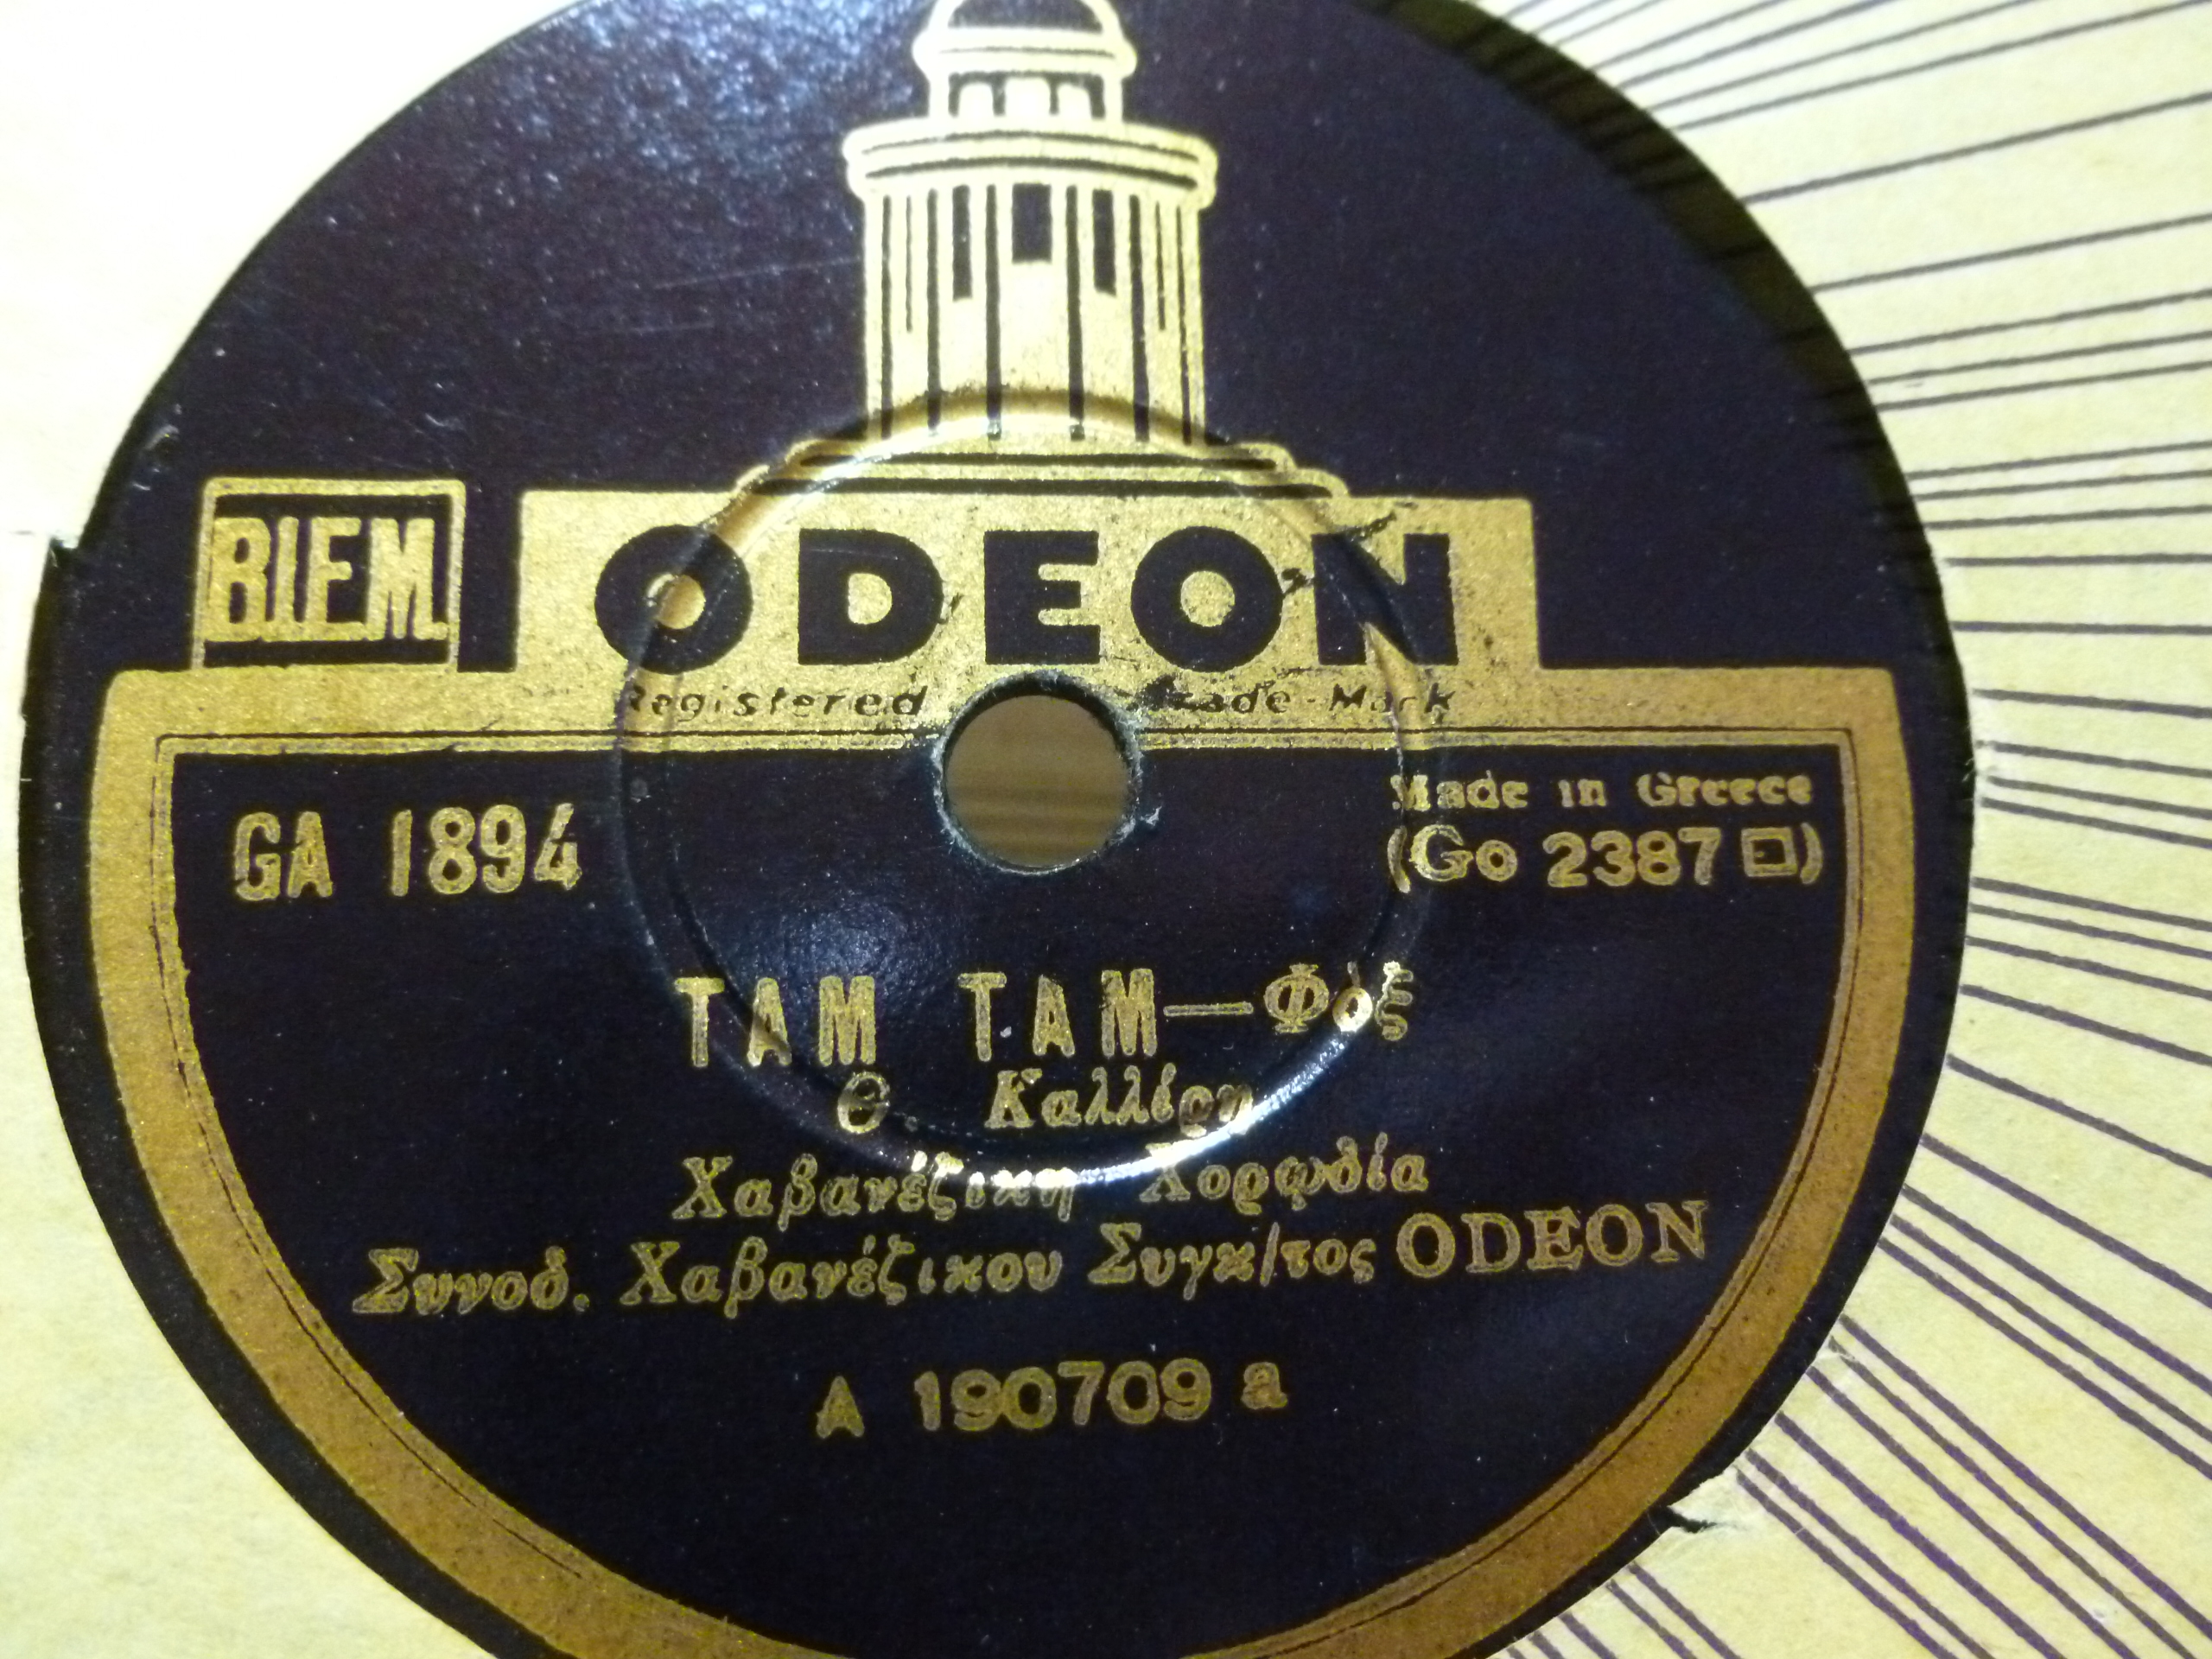 BIEM
ODEON
Registered Trade-Mark
GA 1894
Made in Greece
(Go 2387 □)
ΤΑΜ ΤΑΜ—Φὸξ
Θ. Καλλίρη
Χαβανέζικη Χορῳδία
Συνοδ. Χαβανέζικου Συγκ/τος ODEON
A 190709 a